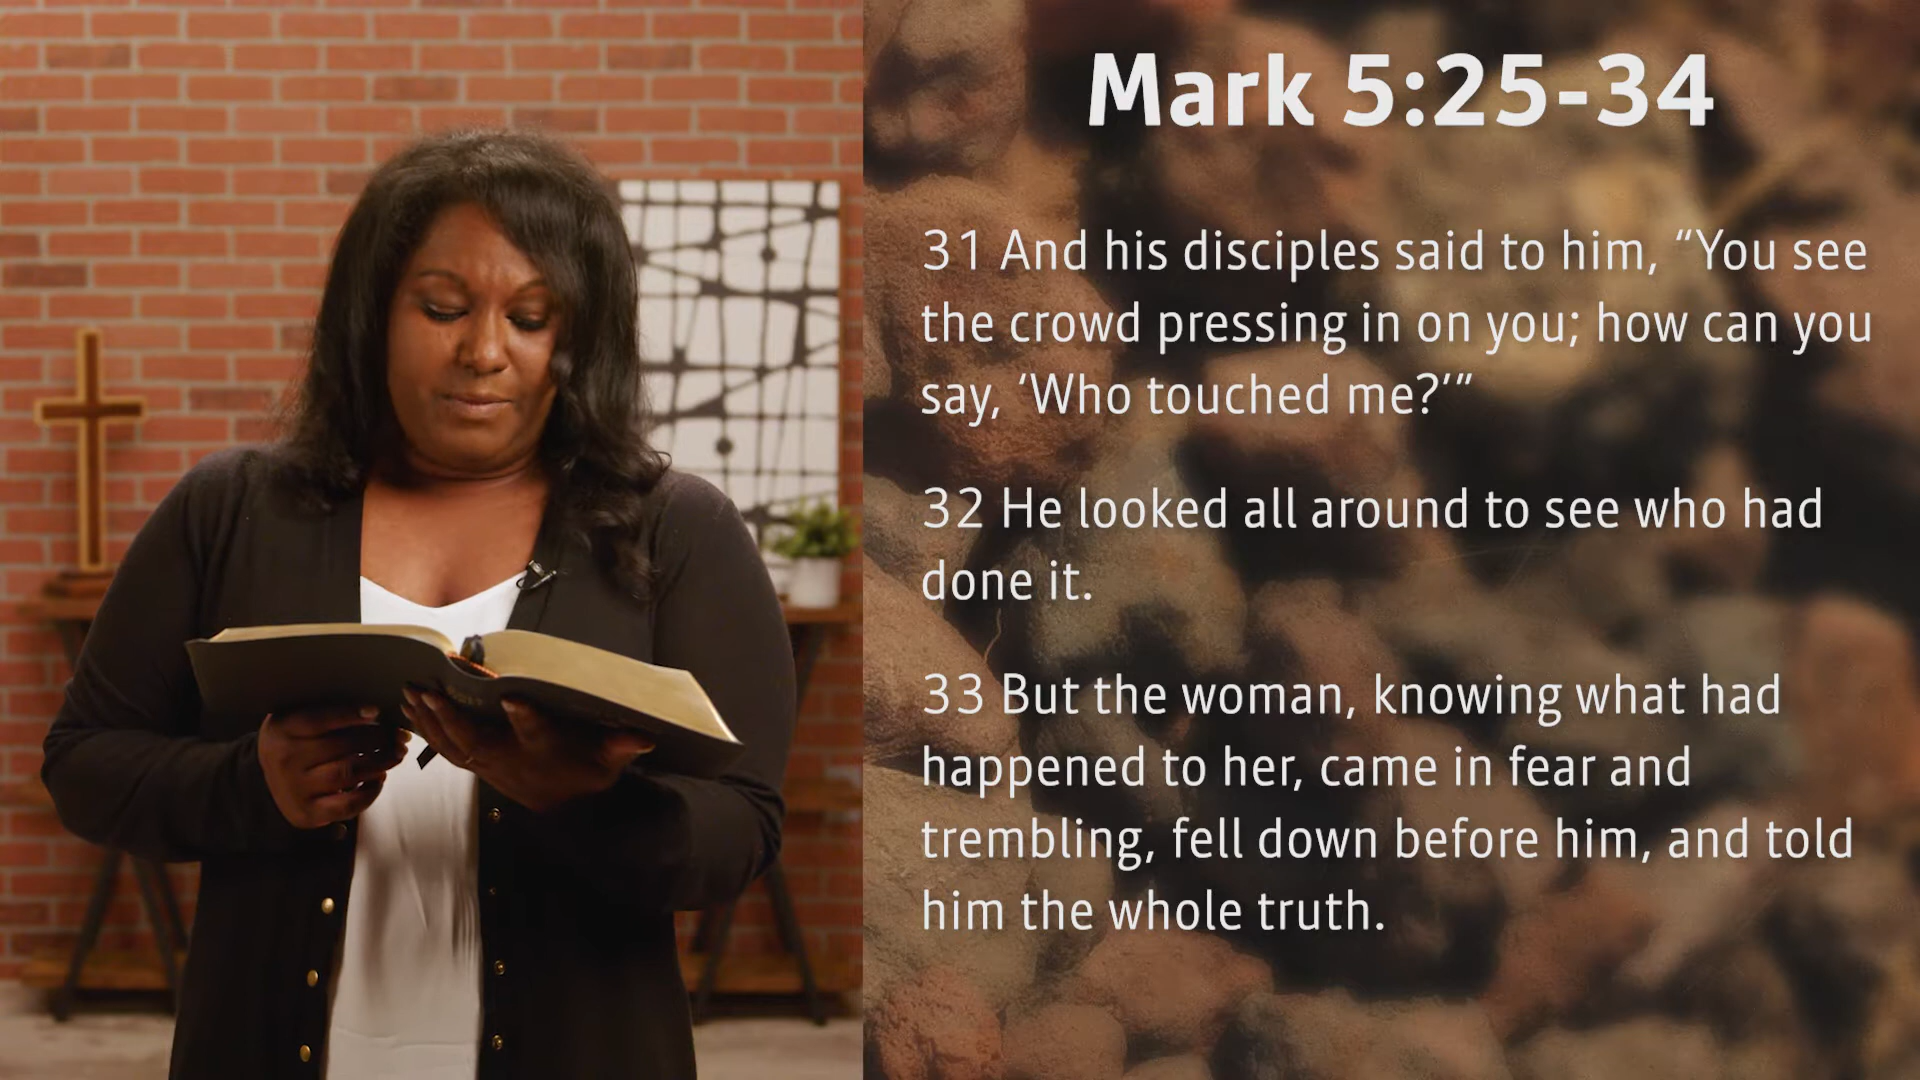 Mark 5:25-34
31 And his disciples said to him, “You see
the crowd pressing in on you; how can you
say, ‘Who touched me?’”
32 He looked all around to see who had
done it.
33 But the woman, knowing what had
happened to her, came in fear and
trembling, fell down before him, and told
him the whole truth.